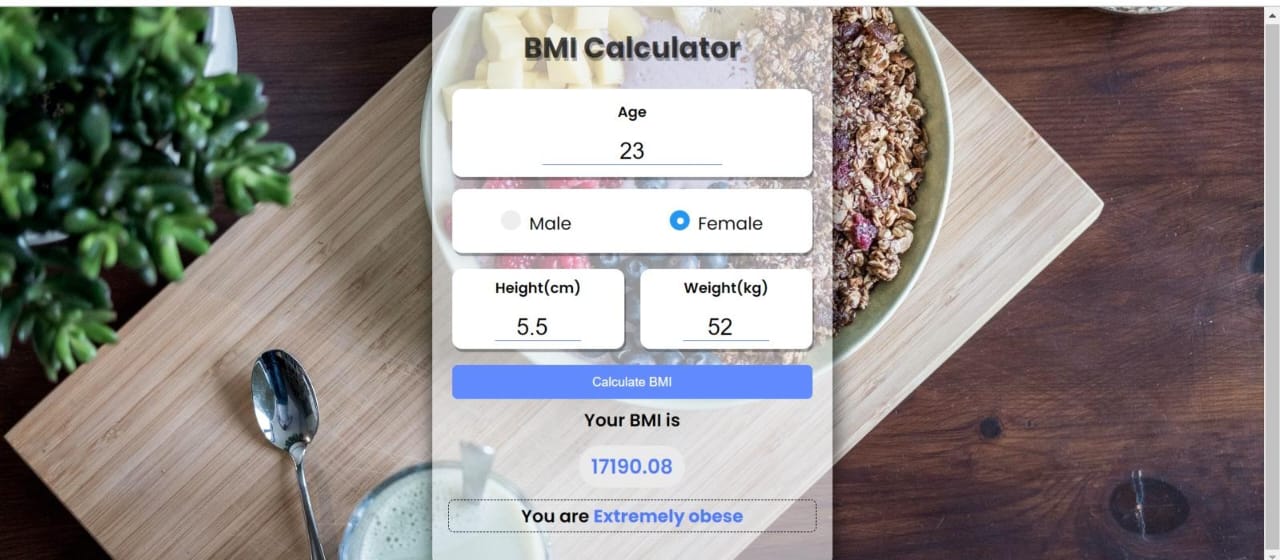 BMI Calculator
Age
23
Male Female
Height(cm) Weight(kg)
5.5 52
Calculate BMI
Your BMI is
17190.08
You are Extremely obese